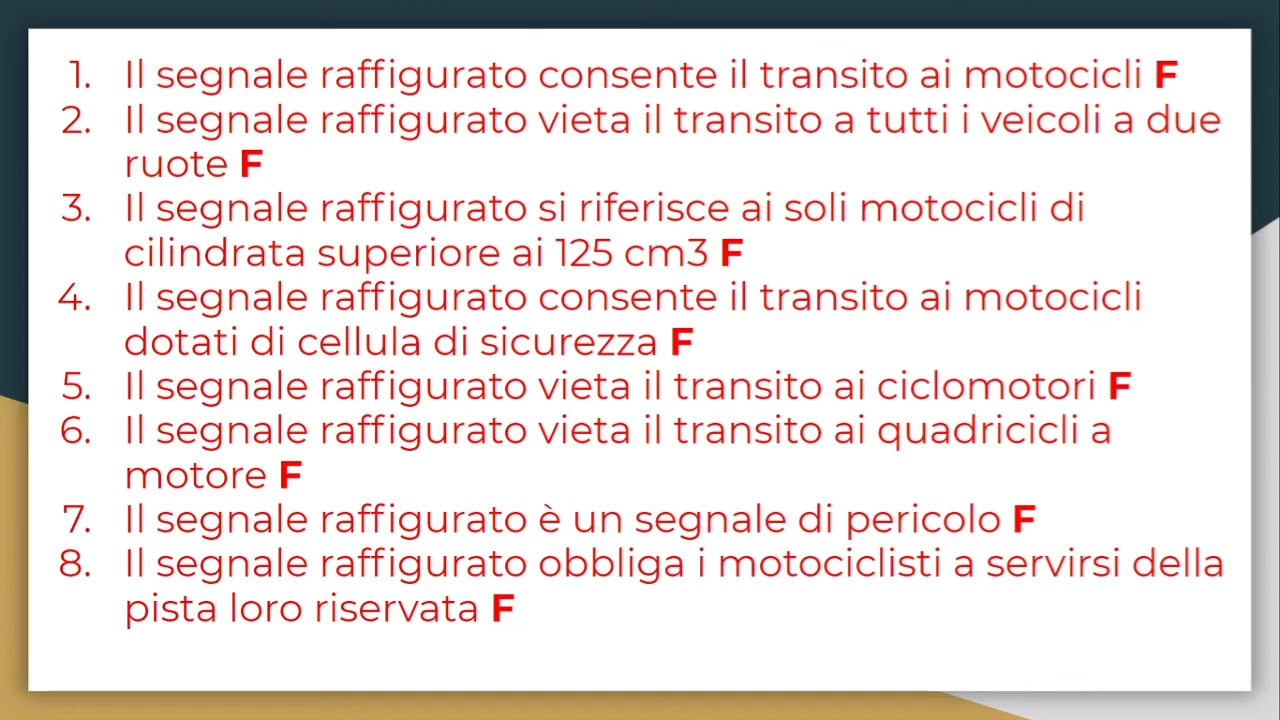 1. Il segnale raffigurato consente il transito ai motocicli F
2. Il segnale raffigurato vieta il transito a tutti i veicoli a due
ruote F
3. Il segnale raffigurato si riferisce ai soli motocicli di
cilindrata superiore ai 125 cm3 F
4. Il segnale raffigurato consente il transito ai motocicli
dotati di cellula di sicurezza F
5. Il segnale raffigurato vieta il transito ai ciclomotori F
6. Il segnale raffigurato vieta il transito ai quadricicli a
motore F
7. Il segnale raffigurato è un segnale di pericolo F
8. Il segnale raffigurato obbliga i motociclisti a servirsi della
pista loro riservata F